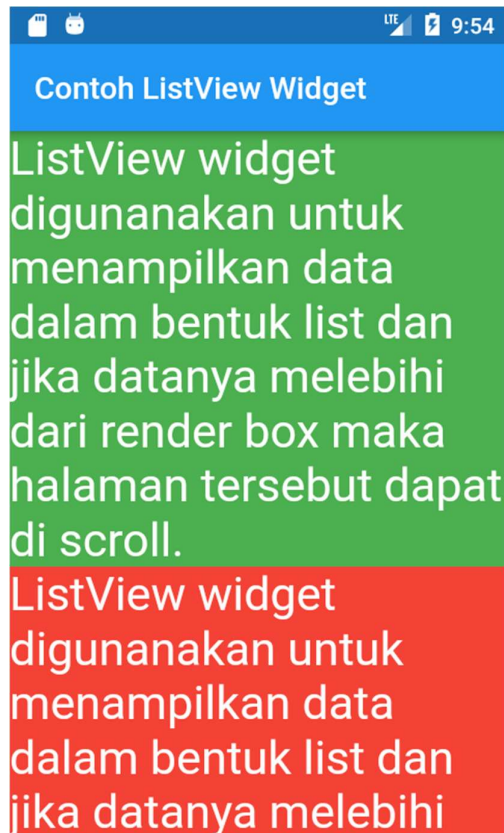 LTE 9:54
Contoh ListView Widget
ListView widget
digunanakan untuk
menampilkan data
dalam bentuk list dan
jika datanya melebihi
dari render box maka
halaman tersebut dapat
di scroll.
ListView widget
digunanakan untuk
menampilkan data
dalam bentuk list dan
jika datanya melebihi